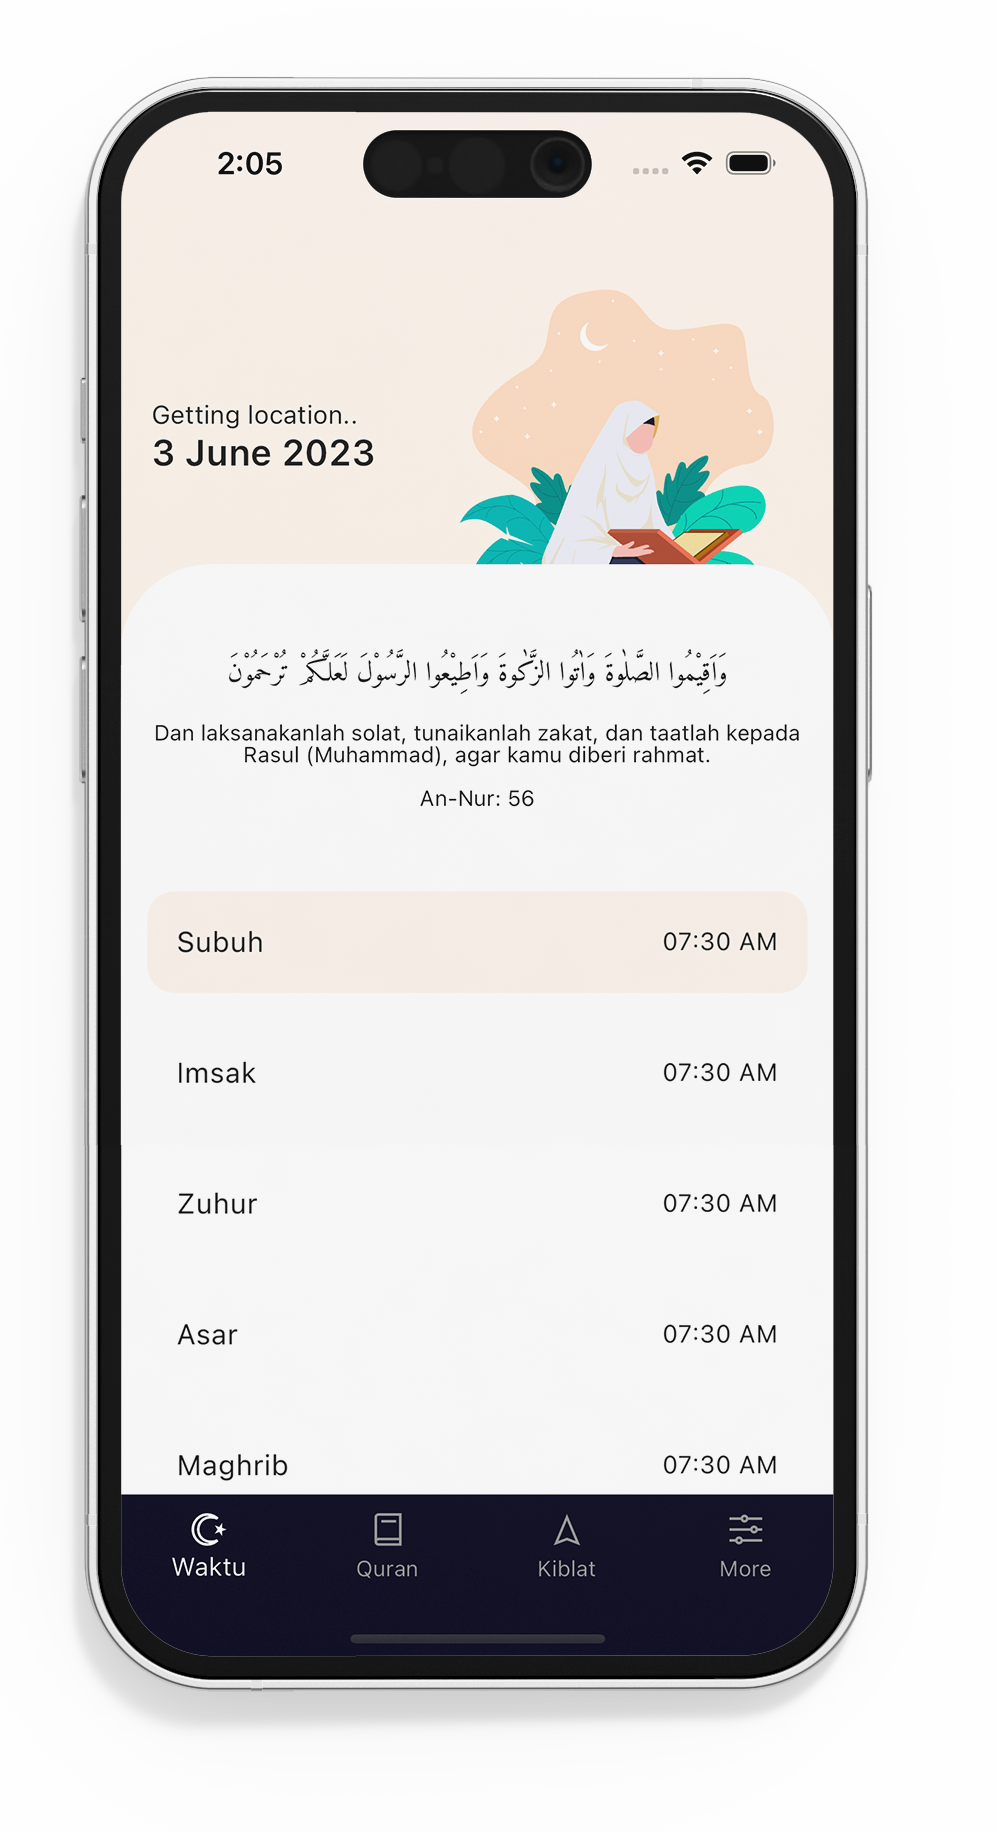 2:05
Getting location..
3 June 2023
وَاَقِيْمُوا الصَّلٰوةَ وَاٰتُوا الزَّكٰوةَ وَاَطِيْعُوا الرَّسُوْلَ لَعَلَّكُمْ تُرْحَمُوْنَ
Dan laksanakanlah solat, tunaikanlah zakat, dan taatlah kepada
Rasul (Muhammad), agar kamu diberi rahmat.
An-Nur: 56
Subuh 07:30 AM
Imsak 07:30 AM
Zuhur 07:30 AM
Asar 07:30 AM
Maghrib 07:30 AM
Waktu Quran Kiblat More